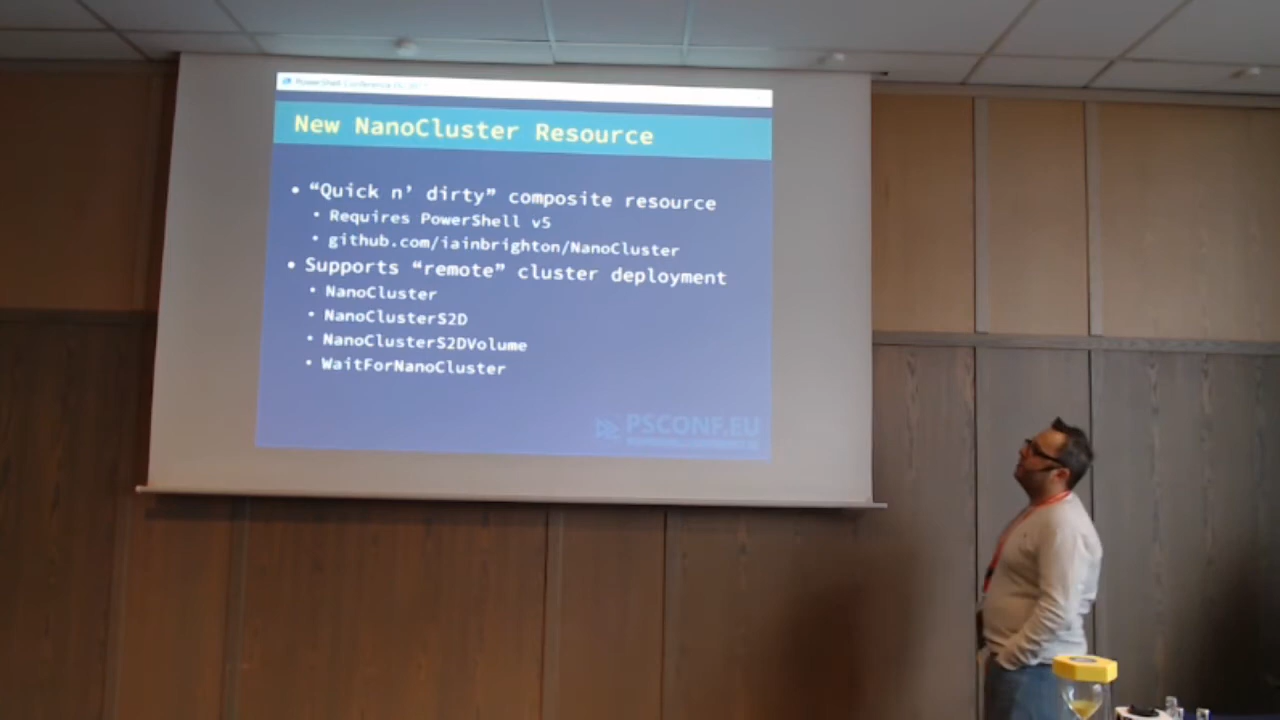 PowerShell Conference EU 2017
New NanoCluster Resource
• “Quick n’ dirty” composite resource
• Requires PowerShell v5
• github.com/iainbrighton/NanoCluster
• Supports “remote” cluster deployment
• NanoCluster
• NanoClusterS2D
• NanoClusterS2DVolume
• WaitForNanoCluster
PSCONF.EU